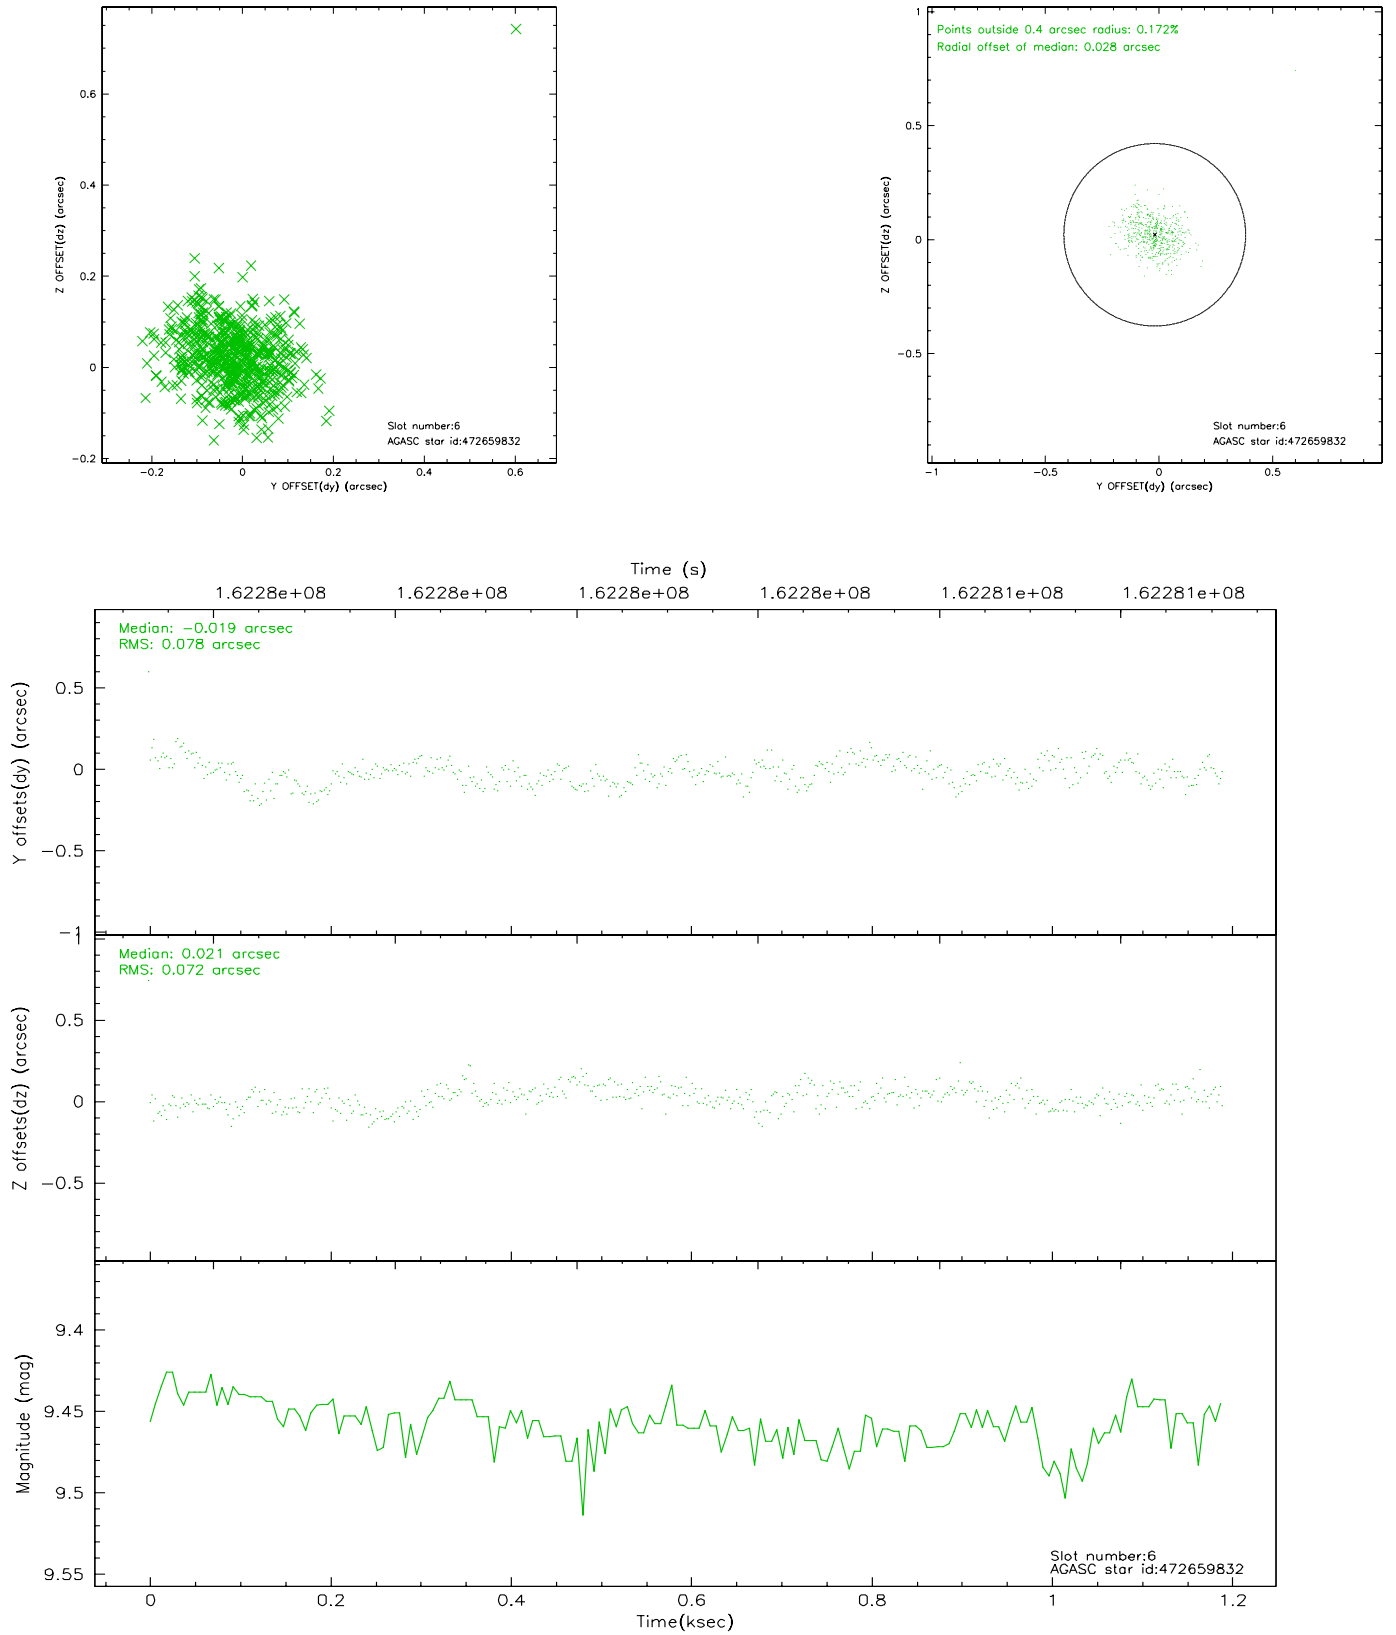 0.6
0.4
0.2
0
−0.2
−0.2
0
0.2
0.4
0.6
Z OFFSET(dz) (arcsec)
Y OFFSET(dy) (arcsec)
Slot number:6
AGASC star id:472659832
Points outside 0.4 arcsec radius: 0.172%
Radial offset of median: 0.028 arcsec
1
0.5
0
−0.5
−1
−0.5
0
0.5
Z OFFSET(dz) (arcsec)
Y OFFSET(dy) (arcsec)
Slot number:6
AGASC star id:472659832
Time (s)
1.6228e+08
1.6228e+08
1.6228e+08
1.6228e+08
1.62281e+08
1.62281e+08
Median: −0.019 arcsec
RMS: 0.078 arcsec
0.5
0
−0.5
−1
Y offsets(dy) (arcsec)
Median: 0.021 arcsec
RMS: 0.072 arcsec
1
0.5
0
−0.5
Z offsets(dz) (arcsec)
9.4
9.45
9.5
9.55
Magnitude (mag)
Slot number:6
AGASC star id:472659832
0
0.2
0.4
0.6
0.8
1
1.2
Time(ksec)